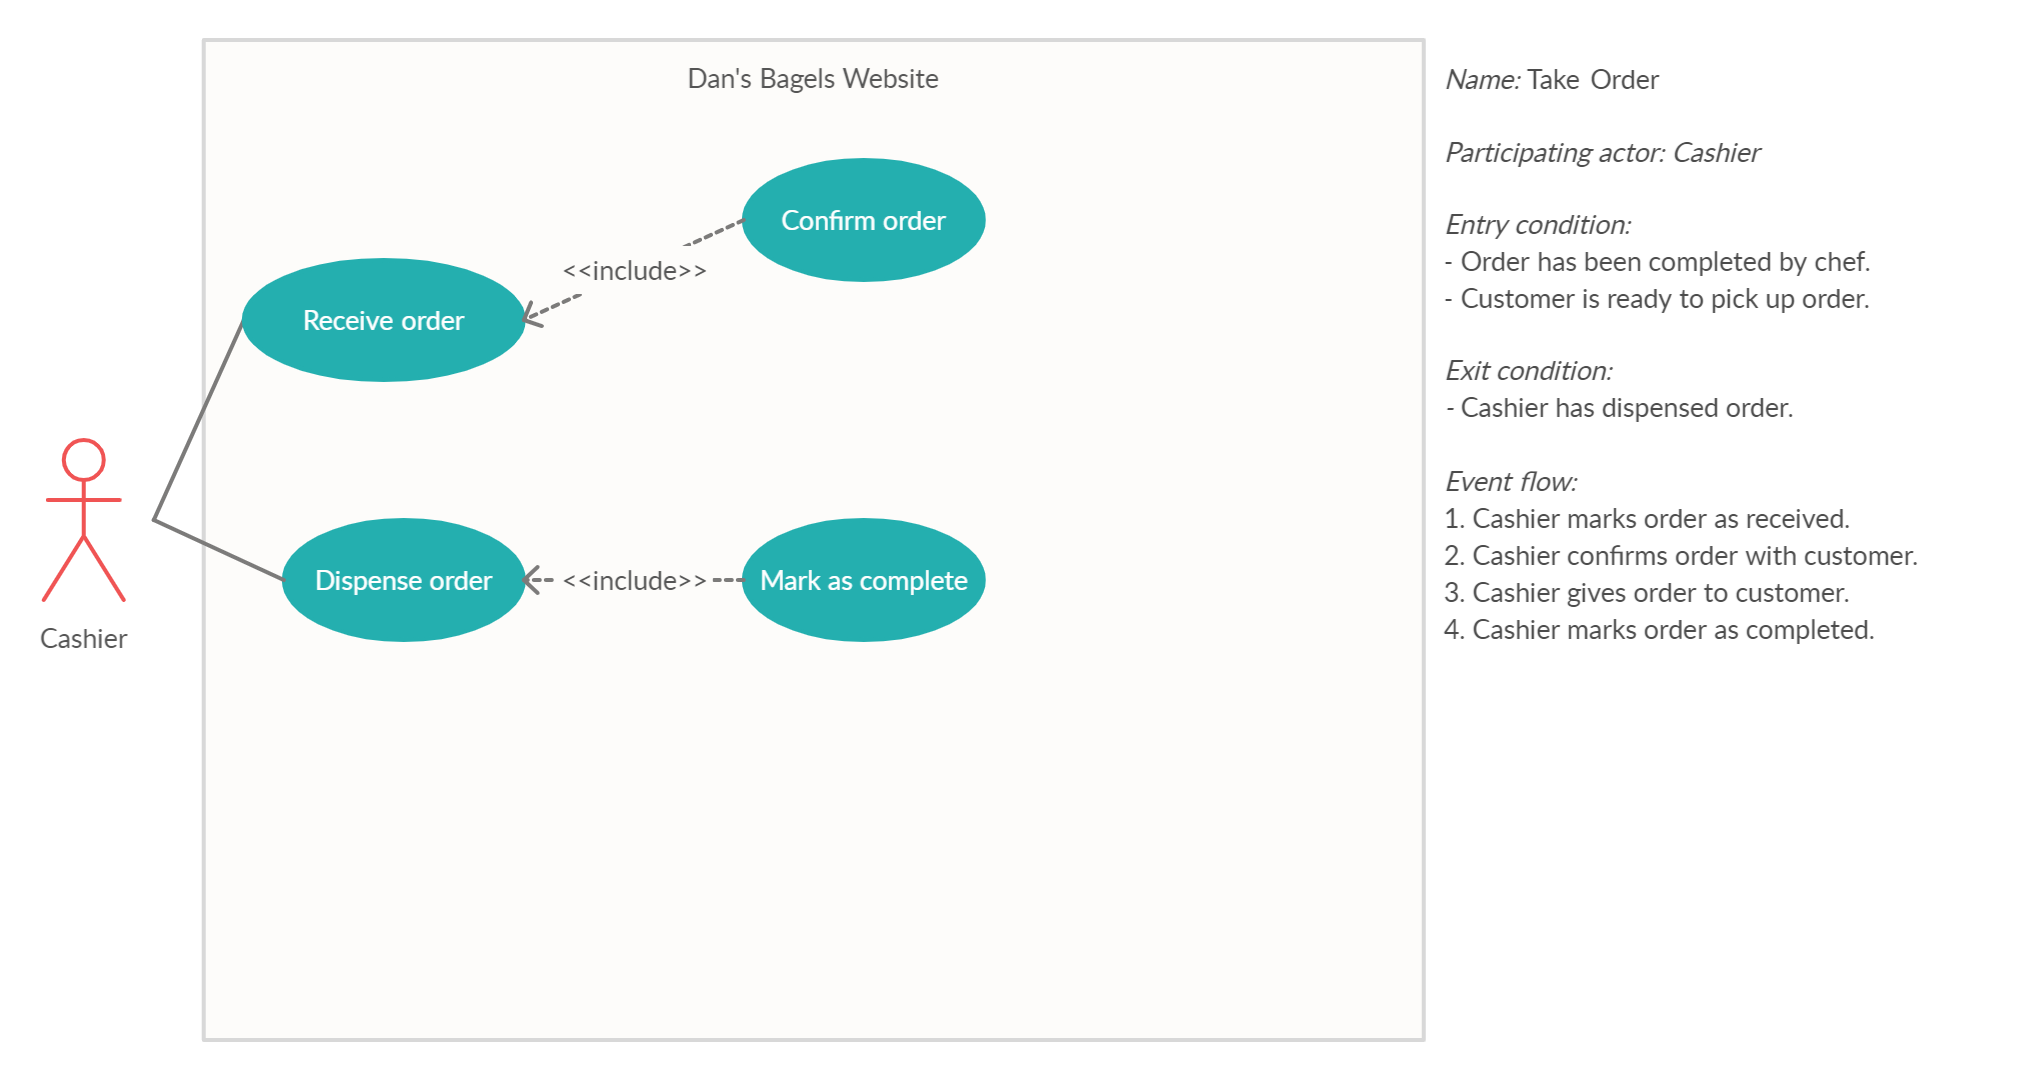 Dan's Bagels Website
Confirm order
<<include>>
Receive order
Dispense order
<<include>>
Mark as complete
Cashier
Name: Take Order
Participating actor: Cashier
Entry condition:
- Order has been completed by chef.
- Customer is ready to pick up order.
Exit condition:
- Cashier has dispensed order.
Event flow:
1. Cashier marks order as received.
2. Cashier confirms order with customer.
3. Cashier gives order to customer.
4. Cashier marks order as completed.